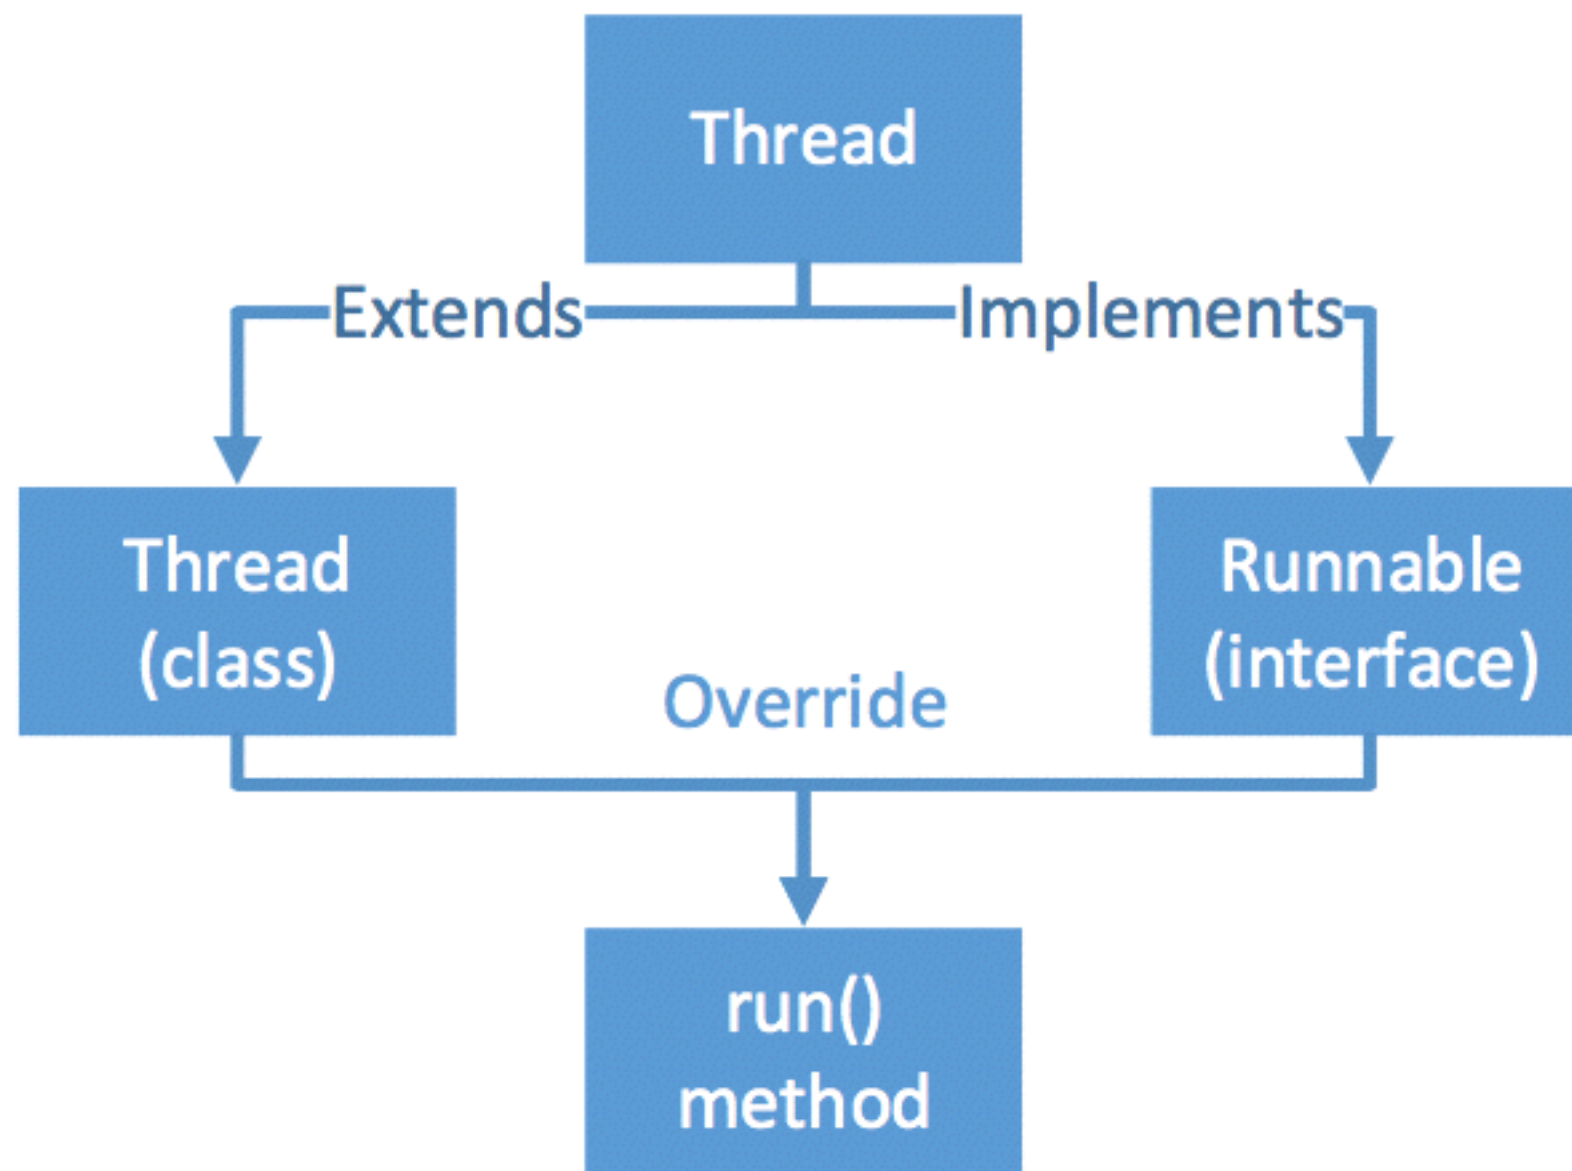 Thread
Extends
Implements
Thread
(class)
Runnable
(interface)
Override
run()
method